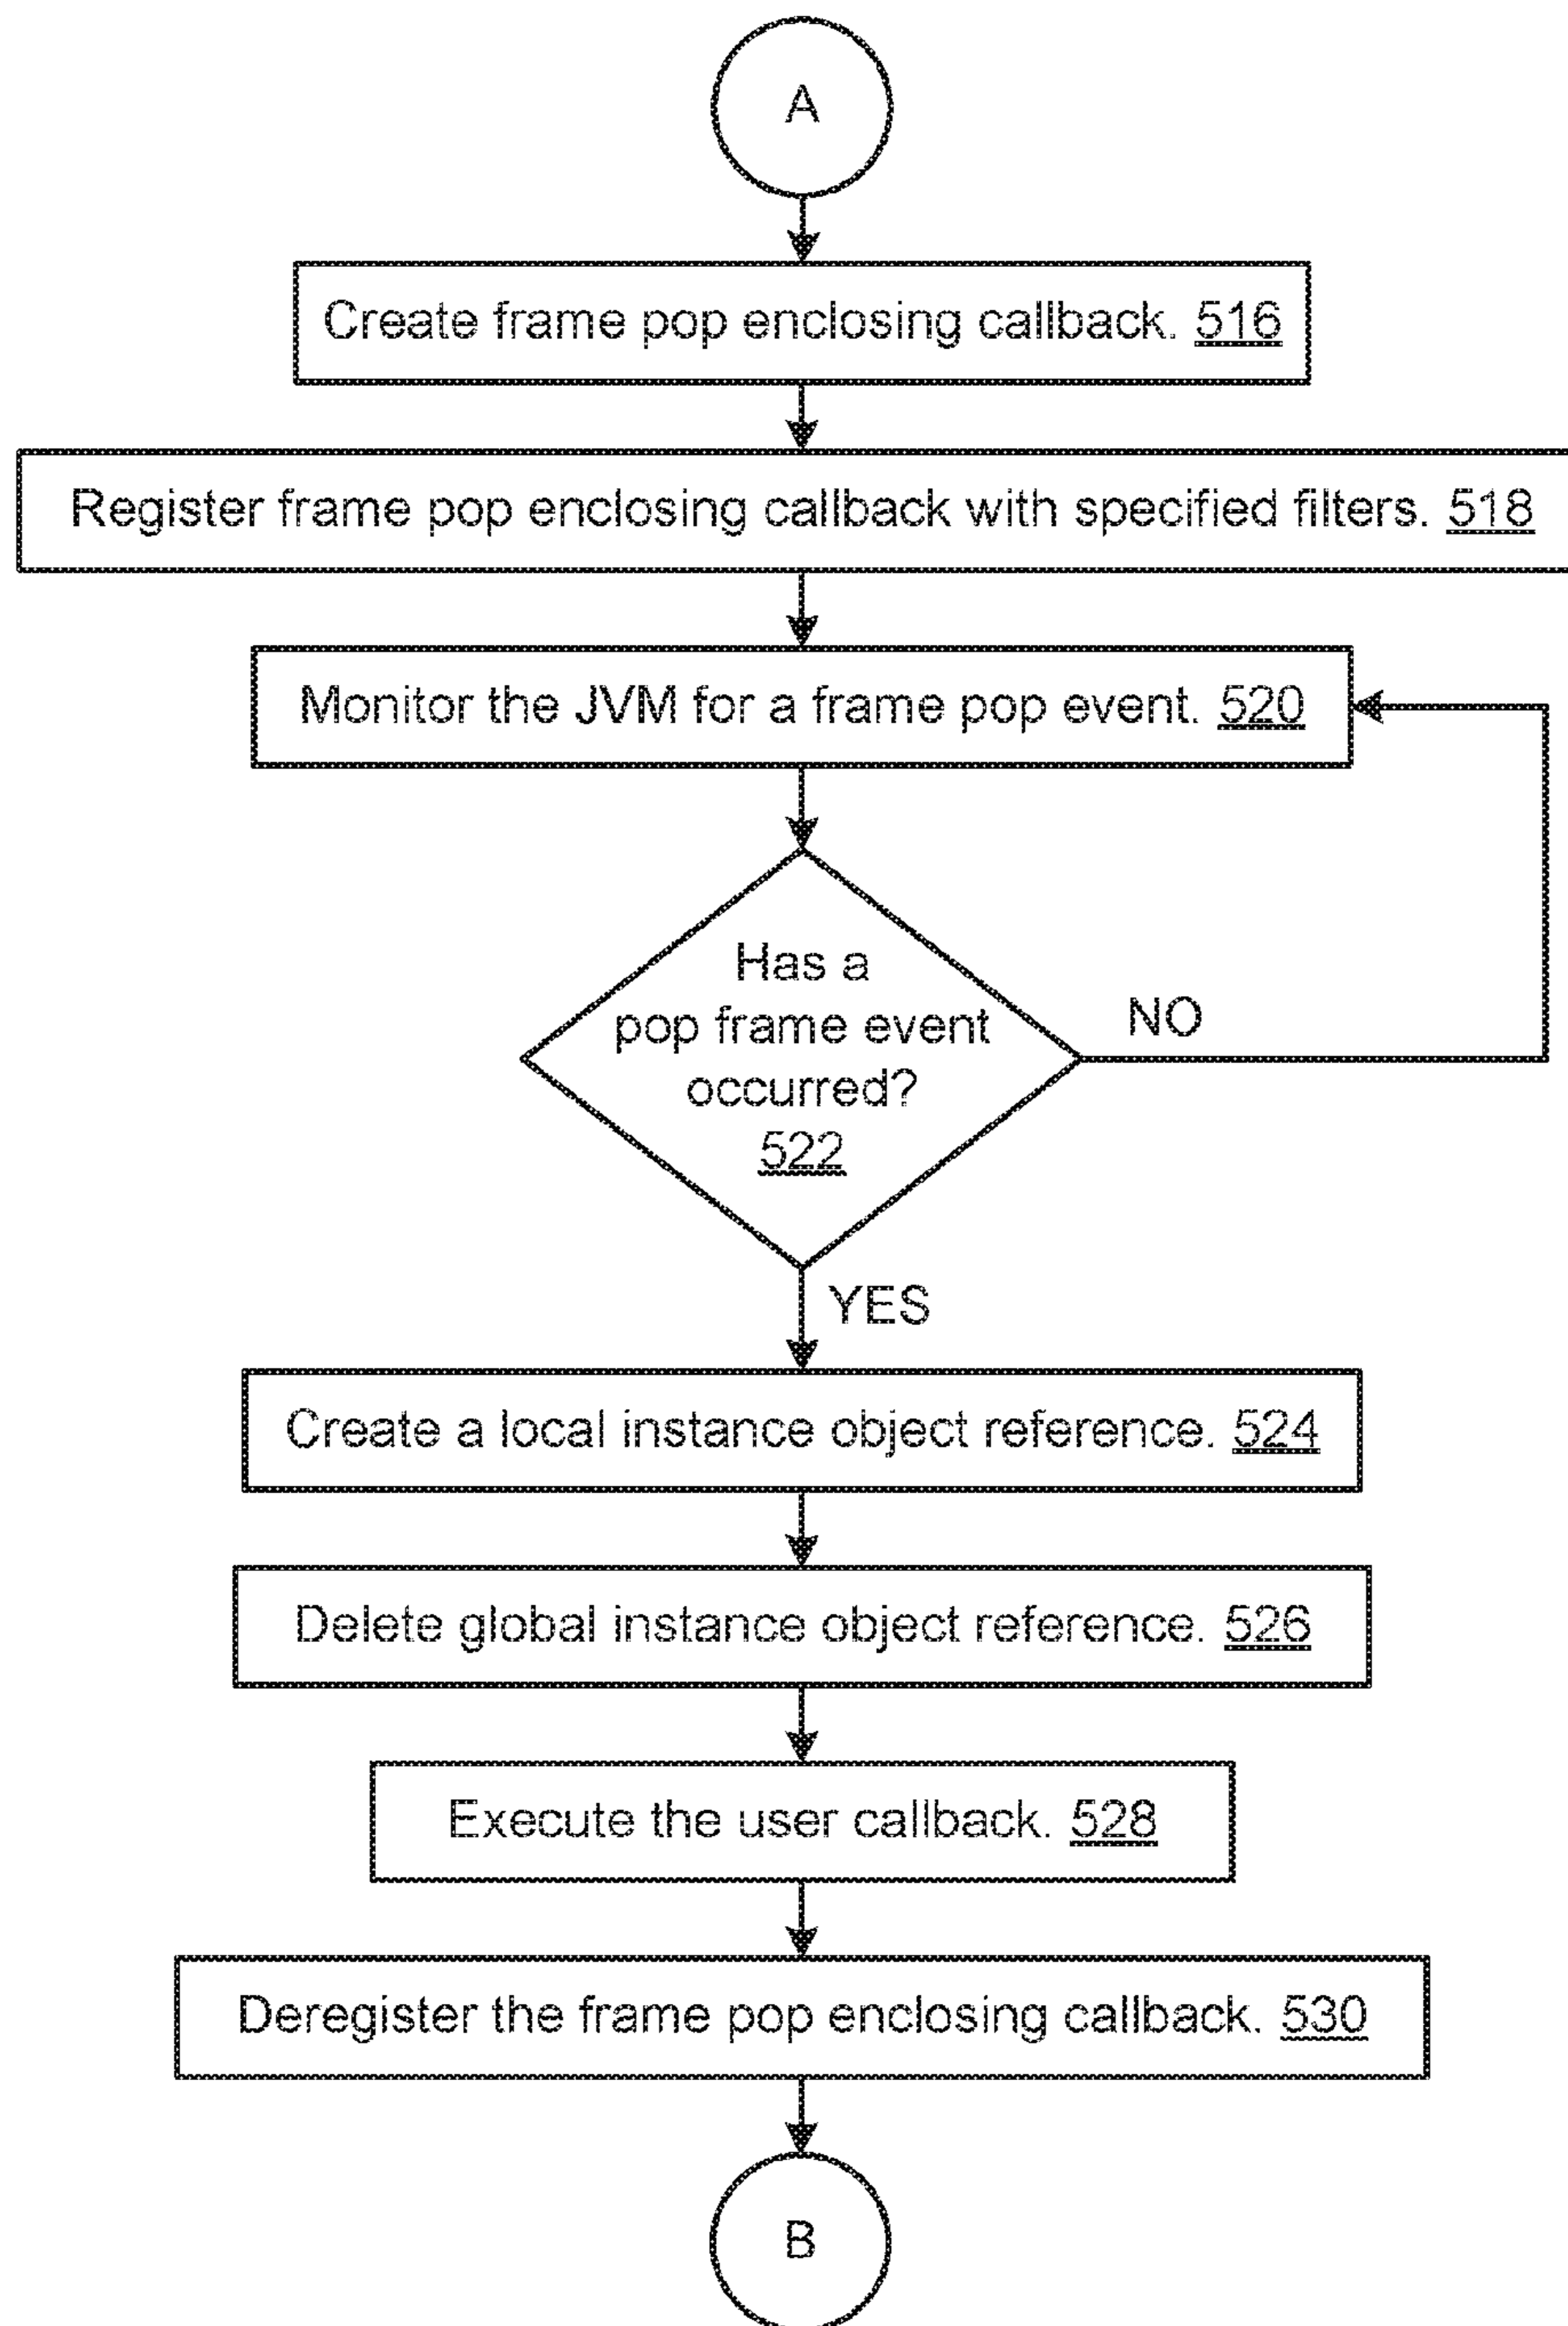 A
Create frame pop enclosing callback. 516
Register frame pop enclosing callback with specified filters. 518
Monitor the JVM for a frame pop event. 520
Has a
pop frame event
occurred?
522
NO
YES
Create a local instance object reference. 524
Delete global instance object reference. 526
Execute the user callback. 528
Deregister the frame pop enclosing callback. 530
B